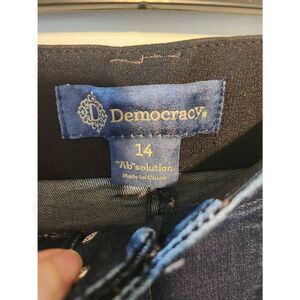 D
Democracy®
14
"Ab"solution
Made in China